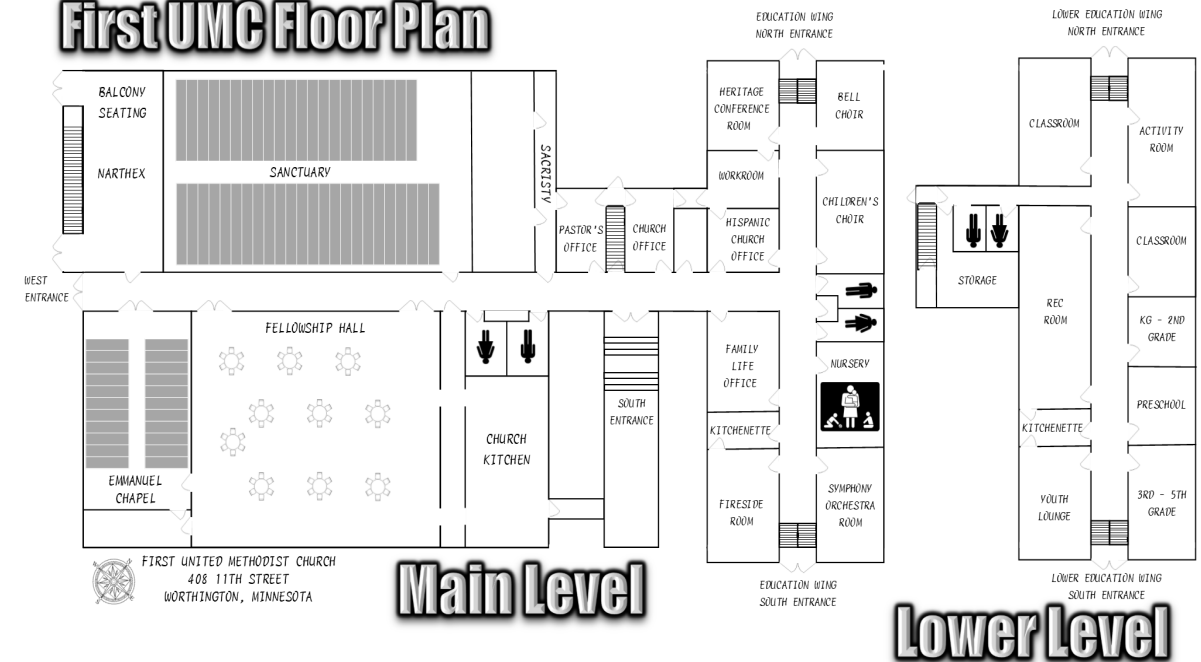 First UMC Floor Plan
EDUCATION WING
NORTH ENTRANCE
LOWER EDUCATION WING
NORTH ENTRANCE
BALCONY
SEATING
NARTHEX
SANCTUARY
SACRISTY
PASTOR'S
OFFICE
CHURCH
OFFICE
HERITAGE
CONFERENCE
ROOM
WORKROOM
HISPANIC
CHURCH
OFFICE
BELL
CHOIR
CHILDREN'S
CHOIR
WEST
ENTRANCE
FELLOWSHIP HALL
EMMANUEL
CHAPEL
CHURCH
KITCHEN
SOUTH
ENTRANCE
FAMILY
LIFE
OFFICE
KITCHENETTE
FIRESIDE
ROOM
NURSERY
SYMPHONY
ORCHESTRA
ROOM
EDUCATION WING
SOUTH ENTRANCE
CLASSROOM
ACTIVITY
ROOM
STORAGE
CLASSROOM
REC
ROOM
KG - 2ND
GRADE
PRESCHOOL
KITCHENETTE
YOUTH
LOUNGE
3RD - 5TH
GRADE
LOWER EDUCATION WING
SOUTH ENTRANCE
FIRST UNITED METHODIST CHURCH
408 11TH STREET
WORTHINGTON, MINNESOTA
Main Level
Lower Level